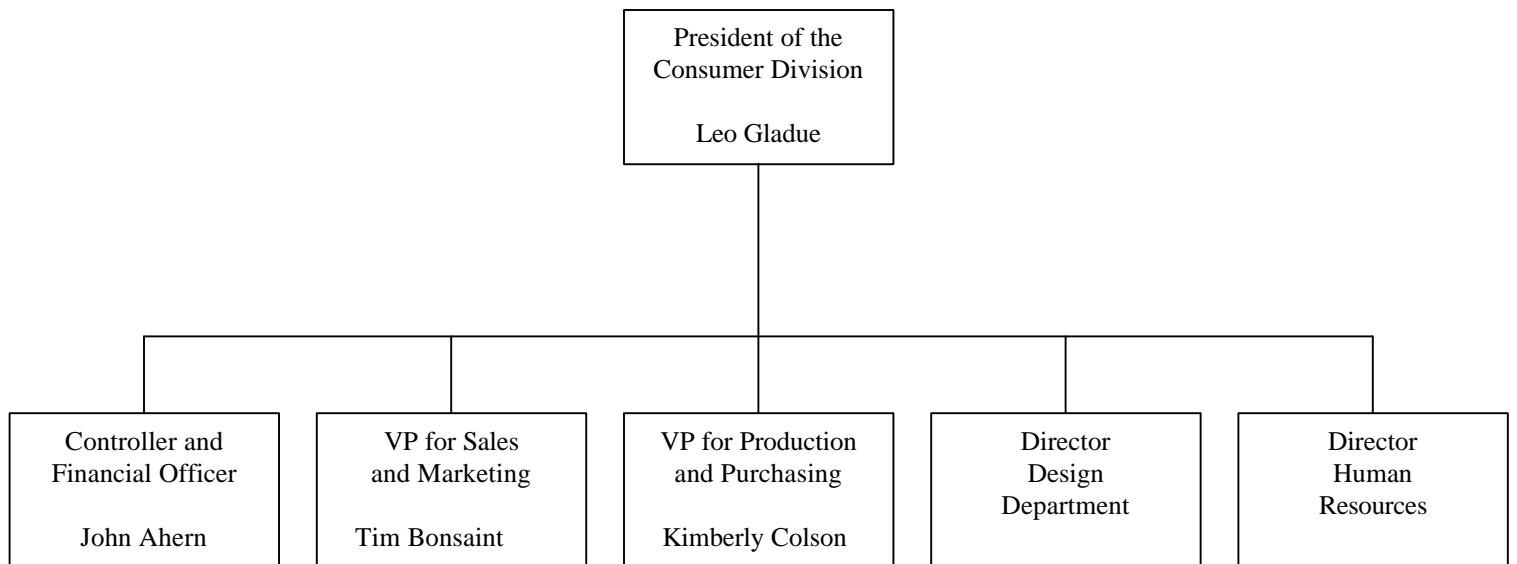 President of the
Consumer Division
Leo Gladue
Controller and
Financial Officer
John Ahern
VP for Sales
and Marketing
Tim Bonsaint
VP for Production
and Purchasing
Kimberly Colson
Director
Design
Department
Director
Human
Resources